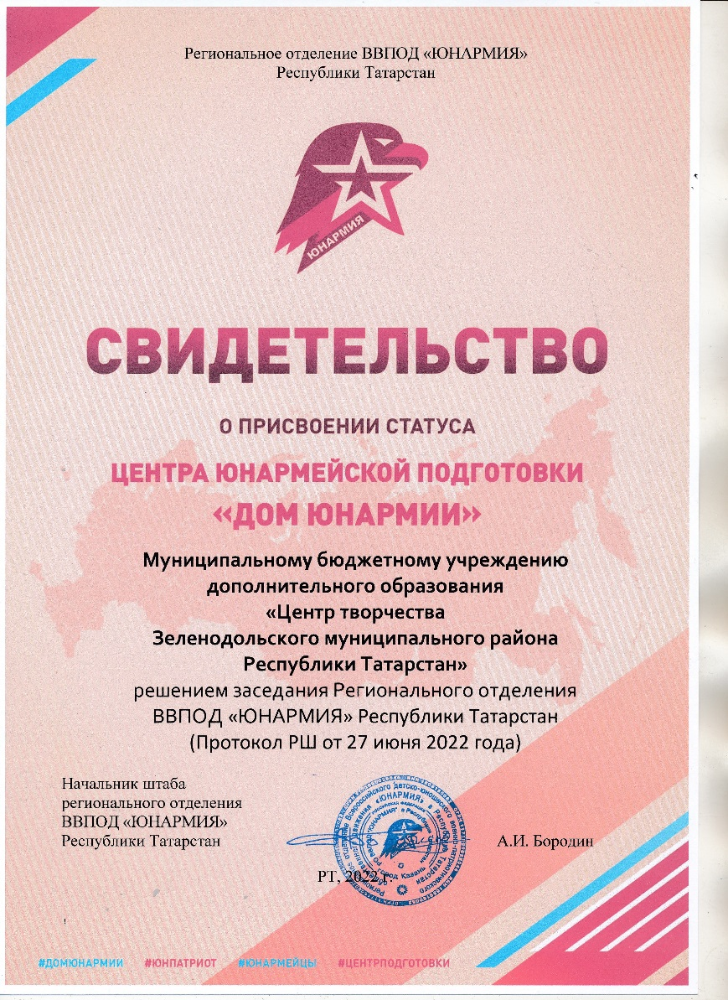 Региональное отделение ВВПОД «ЮНАРМИЯ»
Республики Татарстан
ЮНАРМИЯ
СВИДЕТЕЛЬСТВО
О ПРИСВОЕНИИ СТАТУСА
ЦЕНТРА ЮНАРМЕЙСКОЙ ПОДГОТОВКИ
«ДОМ ЮНАРМИИ»
Муниципальному бюджетному учреждению
дополнительного образования
«Центр творчества
Зеленодольского муниципального района
Республики Татарстан»
решением заседания Регионального отделения
ВВПОД «ЮНАРМИЯ» Республики Татарстан
(Протокол РШ от 27 июня 2022 года)
Начальник штаба
регионального отделения
ВВПОД «ЮНАРМИЯ»
Республики Татарстан
А.И. Бородин
город Казань
РТ, 2022 г.
#ДОМЮНАРМИИ #ЮНПАТРИОТ #ЮНАРМЕЙЦЫ #ЦЕНТРПОДГОТОВКИ